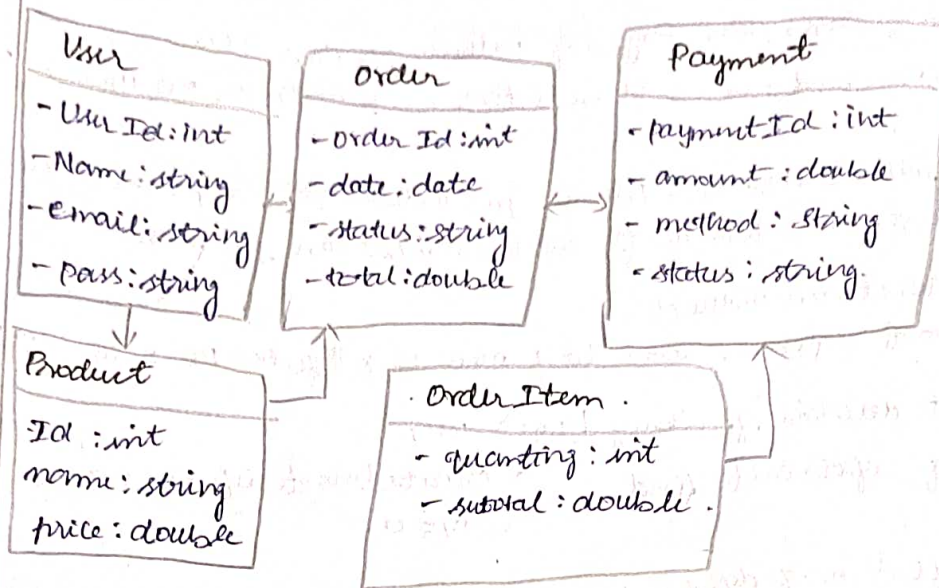 User
- User Id : int
- Name : string
- email : string
- pass : string
Order
- Order Id : int
- date : date
- status : string
- total : double
Payment
- payment Id : int
- amount : double
- method : string
- status : string.
Product
Id : int
name : string
price : double
Order Item .
- quanting : int
- subtotal : double .